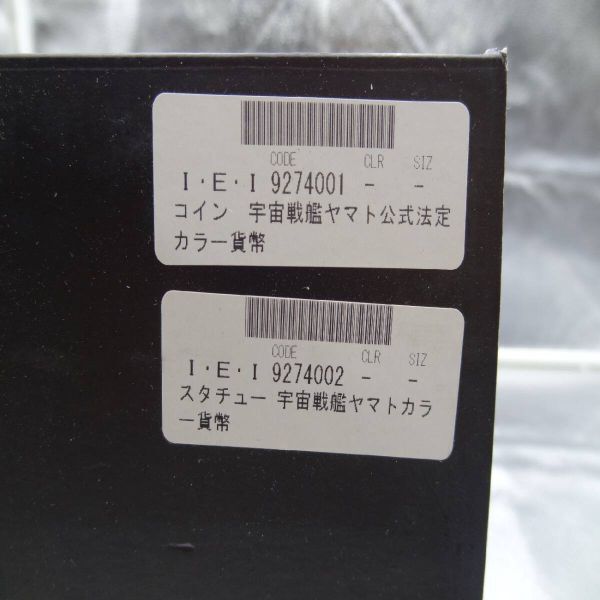 CODE CLR SIZ
I・E・I 9274001 - -
コイン 宇宙戦艦ヤマト公式法定
カラー貨幣
CODE CLR SIZ
I・E・I 9274002 - -
スタチュー 宇宙戦艦ヤマトカラ
ー貨幣